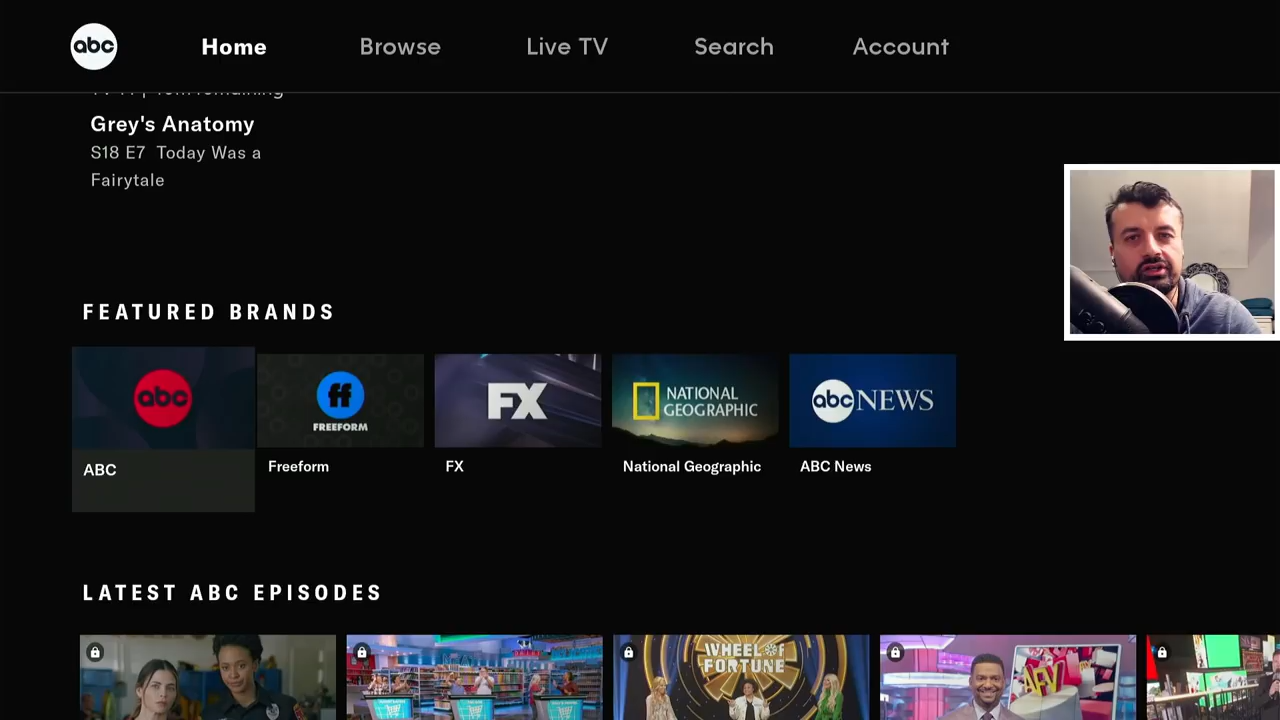 abc
Home
Browse
Live TV
Search
Account
Grey's Anatomy
S18 E7 Today Was a
Fairytale
FEATURED BRANDS
abc
ff
FREEFORM
FX
NATIONAL
GEOGRAPHIC
abc NEWS
ABC
Freeform
FX
National Geographic
ABC News
LATEST ABC EPISODES
WHEEL OF
FORTUNE
AFV